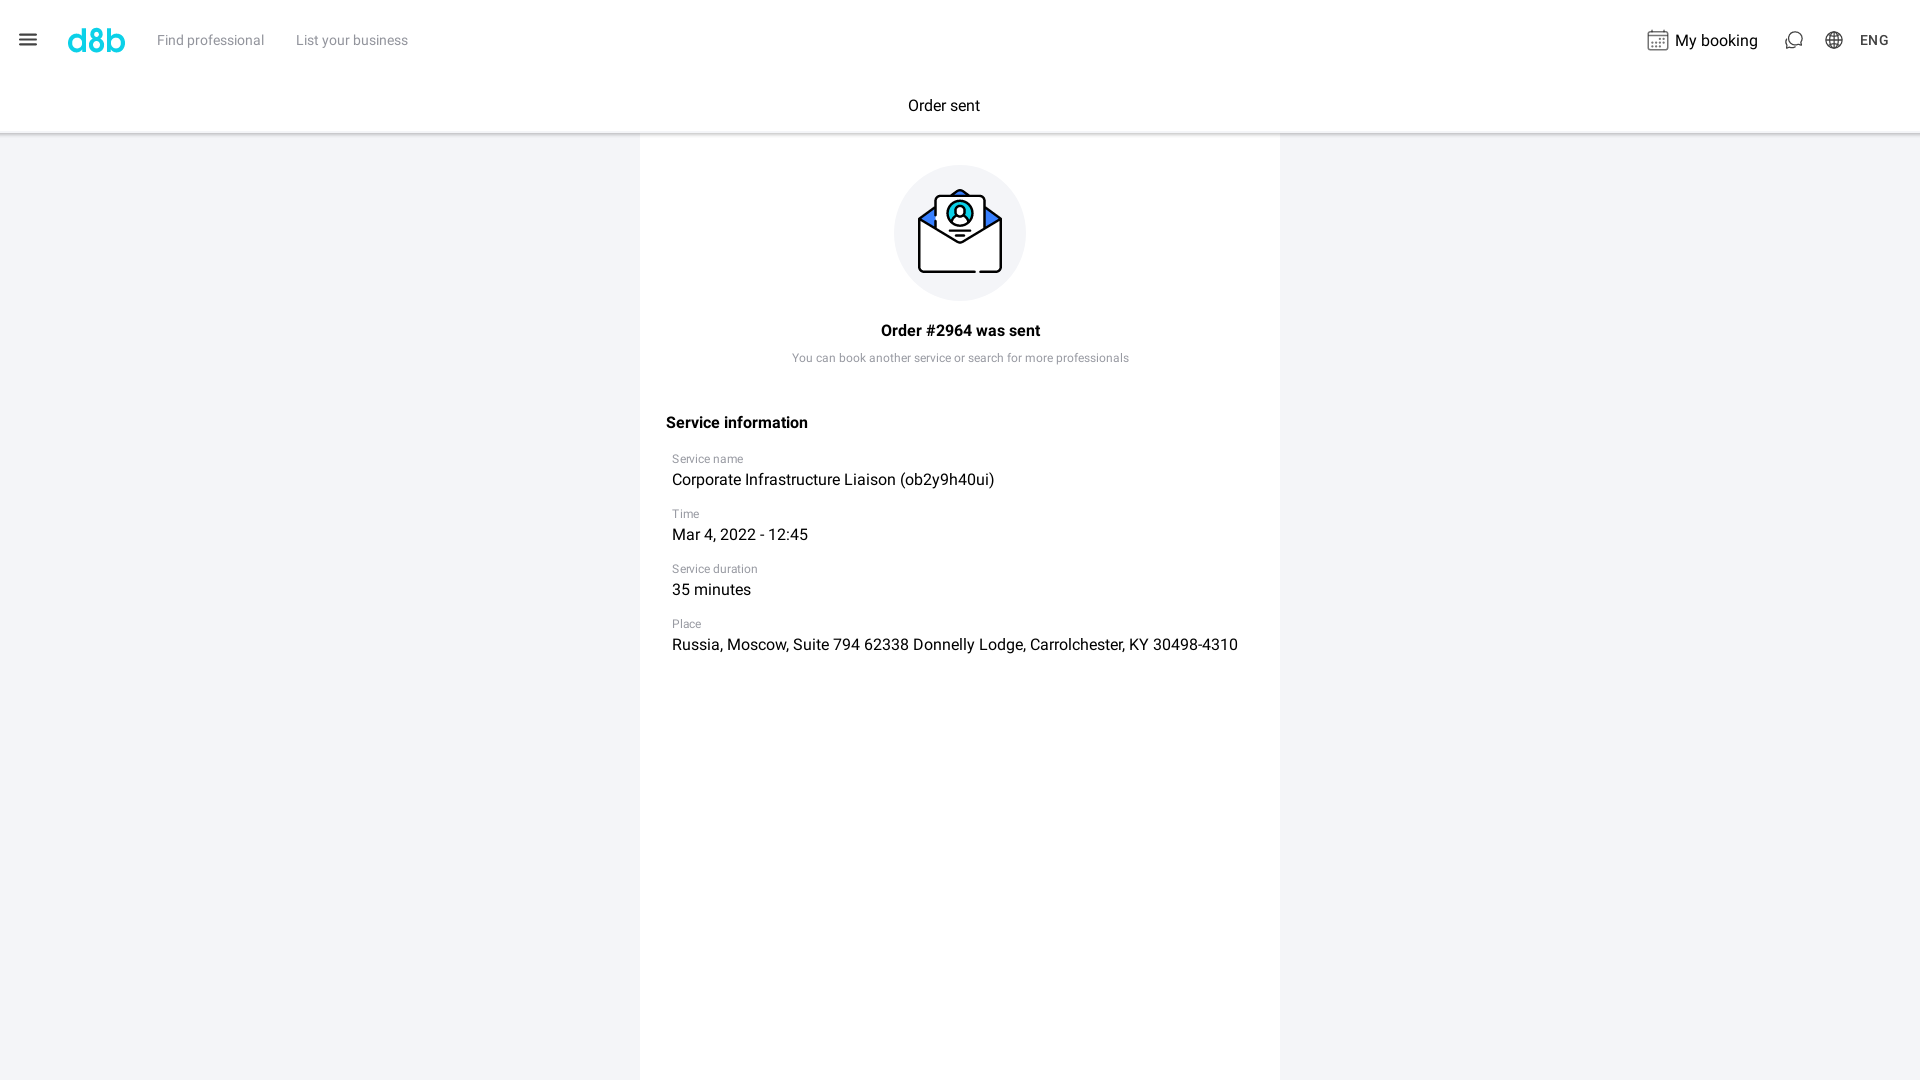 d8b
Find professional
List your business
My booking
ENG
Order sent
Order #2964 was sent
You can book another service or search for more professionals
Service information
Service name
Corporate Infrastructure Liaison (ob2y9h40ui)
Time
Mar 4, 2022 - 12:45
Service duration
35 minutes
Place
Russia, Moscow, Suite 794 62338 Donnelly Lodge, Carrolchester, KY 30498-4310